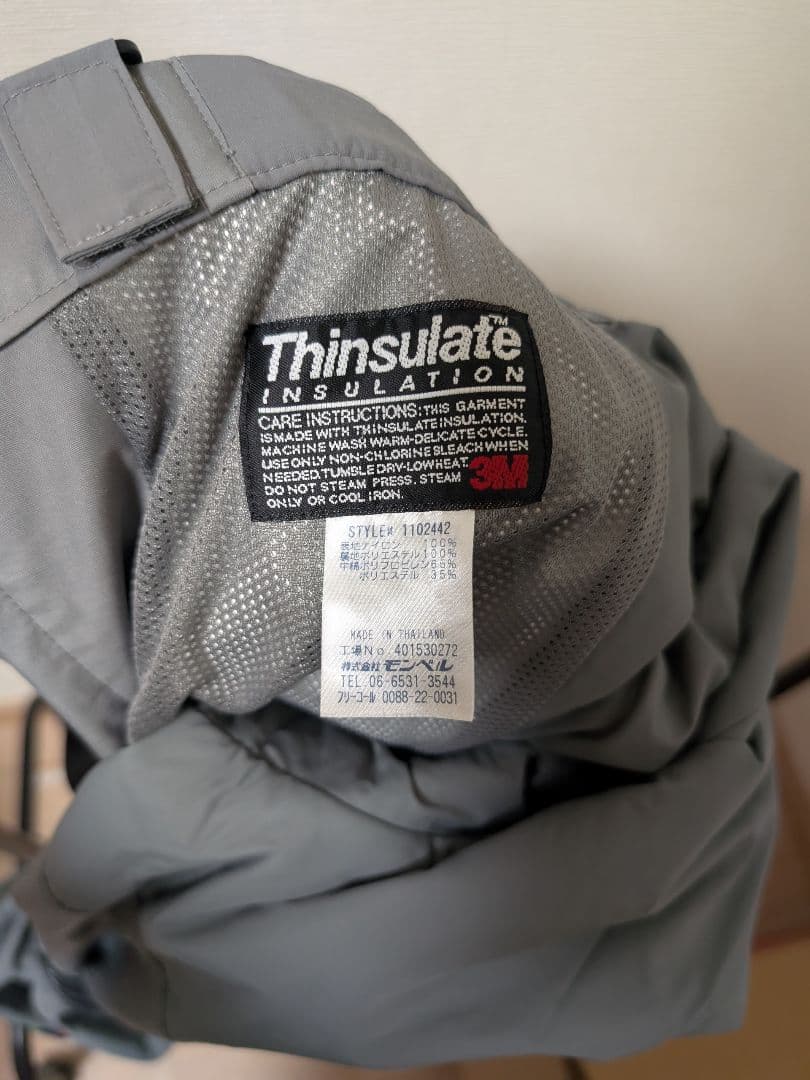 Thinsulate™
INSULATION
CARE INSTRUCTIONS: THIS GARMENT
IS MADE WITH THINSULATE INSULATION.
MACHINE WASH WARM-DELICATE CYCLE.
USE ONLY NON-CHLORINE BLEACH WHEN
NEEDED. TUMBLE DRY-LOW HEAT.
DO NOT STEAM PRESS. STEAM
ONLY OR COOL IRON.
3M
STYLE# 1102442
表地ナイロン 100%
裏地ポリエステル100%
中綿ポリプロピレン65%
ポリエステル 35%
MADE IN THAILAND
工場No. 401530272
株式会社 モンベル
TEL 06-6531-3544
フリーコール 0088-22-0031